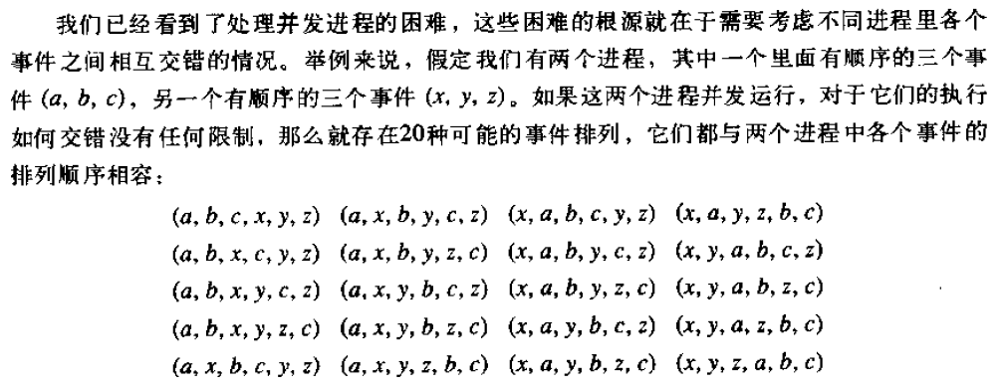 我们已经看到了处理并发进程的困难，这些困难的根源就在于需要考虑不同进程里各个
事件之间相互交错的情况。举例来说，假定我们有两个进程，其中一个里面有顺序的三个事
件 (a, b, c)，另一个有顺序的三个事件 (x, y, z)。如果这两个进程并发运行，对于它们的执行
如何交错没有任何限制，那么就存在20种可能的事件排列，它们都与两个进程中各个事件的
排列顺序相容：
(a, b, c, x, y, z) (a, x, b, y, c, z) (x, a, b, c, y, z) (x, a, y, z, b, c)
(a, b, x, c, y, z) (a, x, b, y, z, c) (x, a, b, y, c, z) (x, y, a, b, c, z)
(a, b, x, y, c, z) (a, x, y, b, c, z) (x, a, b, y, z, c) (x, y, a, b, z, c)
(a, b, x, y, z, c) (a, x, y, b, z, c) (x, a, y, b, c, z) (x, y, a, z, b, c)
(a, x, b, c, y, z) (a, x, y, z, b, c) (x, a, y, b, z, c) (x, y, z, a, b, c)